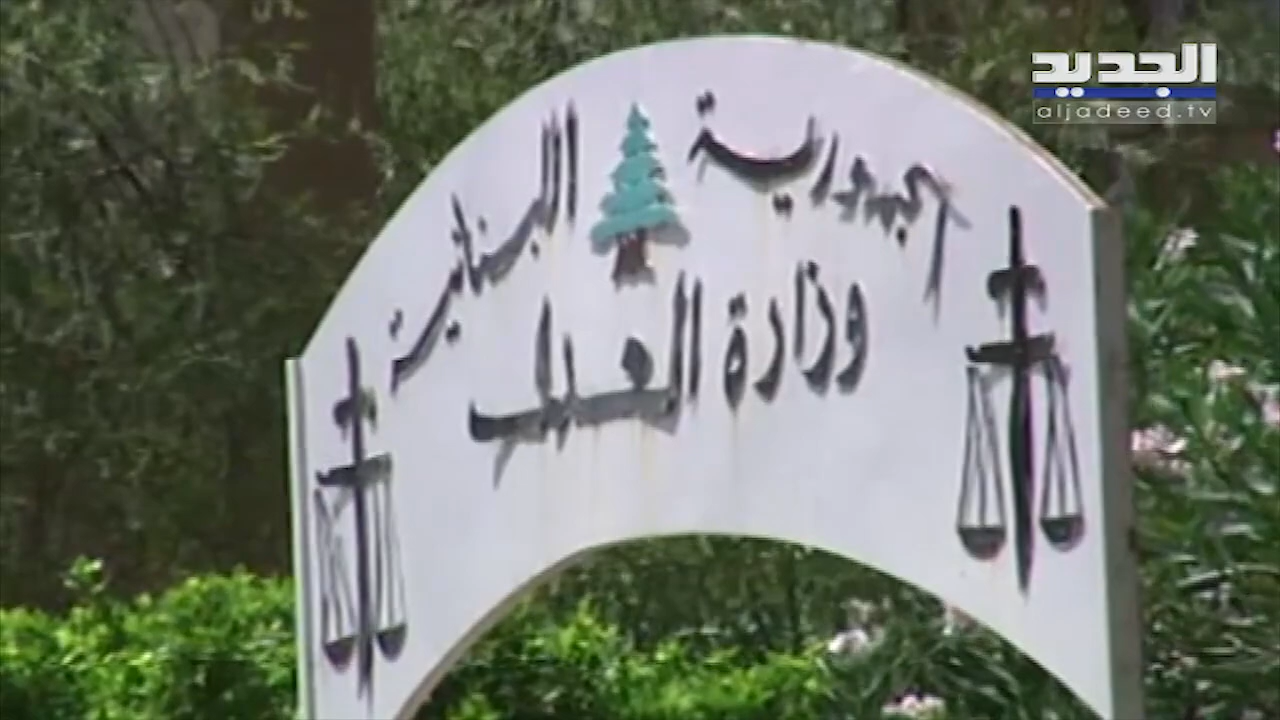 الجديد
aljadeed.tv
الجمهورية اللبنانية
وزارة العدل